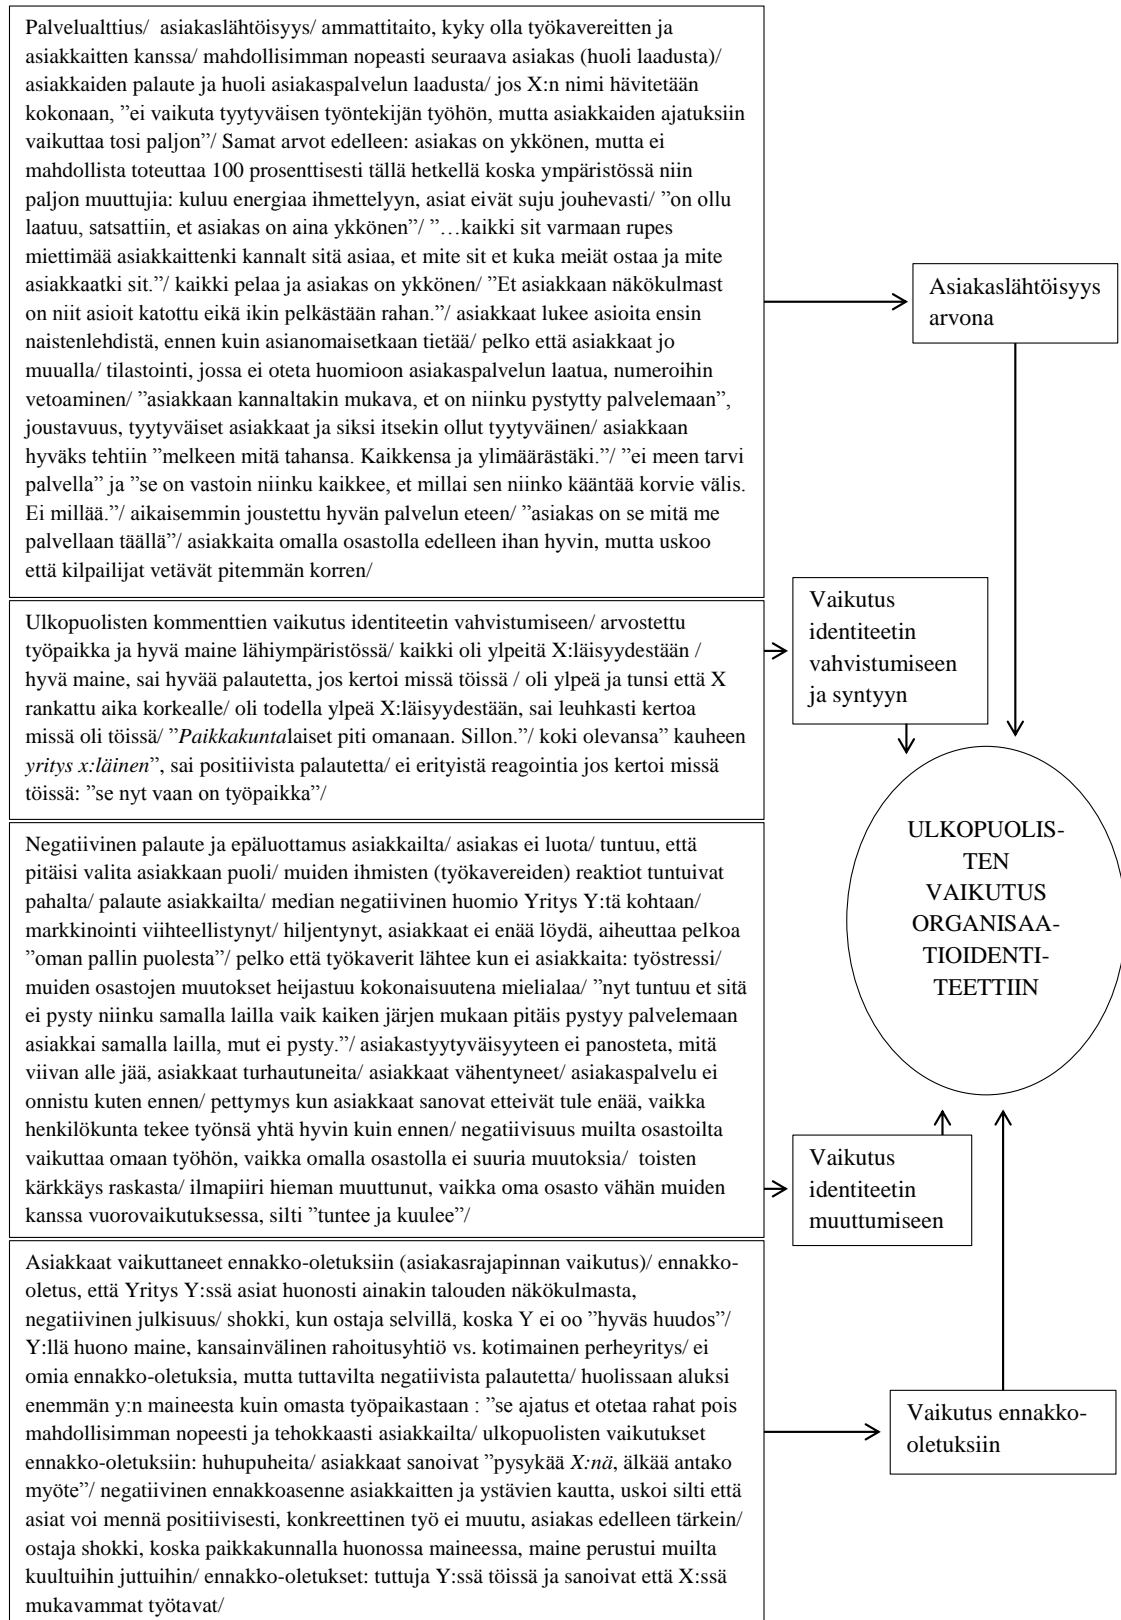 Palvelualttius/ asiakaslähtöisyys/ ammattitaito, kyky olla työkavereitten ja
asiakkaitten kanssa/ mahdollisimman nopeasti seuraava asiakas (huoli laadusta)/
asiakkaiden palaute ja huoli asiakaspalvelun laadusta/ jos X:n nimi hävitetään
kokonaan, ”ei vaikuta tyytyväisen työntekijän työhön, mutta asiakkaiden ajatuksiin
vaikuttaa tosi paljon”/ Samat arvot edelleen: asiakas on ykkönen, mutta ei
mahdollista toteuttaa 100 prosenttisesti tällä hetkellä koska ympäristössä niin
paljon muuttujia: kuluu energiaa ihmettelyyn, asiat eivät suju jouhevasti/ ”on ollu
laatuu, satsattiin, et asiakas on aina ykkönen”/ ”…kaikki sit varmaan rupes
miettimää asiakkaittenki kannalt sitä asiaa, et mite sit et kuka meiät ostaa ja mite
asiakkaatki sit.”/ kaikki pelaa ja asiakas on ykkönen/ ”Et asiakkaan näkökulmast
on niit asioit katottu eikä ikin pelkästään rahan.”/ asiakkaat lukee asioita ensin
naistenlehdistä, ennen kuin asianomaisetkaan tietää/ pelko että asiakkaat jo
muualla/ tilastointi, jossa ei oteta huomioon asiakaspalvelun laatua, numeroihin
vetoaminen/ ”asiakkaan kannaltakin mukava, et on niinku pystytty palvelemaan”,
joustavuus, tyytyväiset asiakkaat ja siksi itsekin ollut tyytyväinen/ asiakkaan
hyväks tehtiin ”melkeen mitä tahansa. Kaikkensa ja ylimäärästäki.”/ ”ei meen tarvi
palvella” ja ”se on vastoin niinku kaikkee, et millai sen niinko kääntää korvie välis.
Ei millää.”/ aikaisemmin joustettu hyvän palvelun eteen/ ”asiakas on se mitä me
palvellaan täällä”/ asiakkaita omalla osastolla edelleen ihan hyvin, mutta uskoo
että kilpailijat vetävät pitemmän korren/
Asiakaslähtöisyys
arvona
Ulkopuolisten kommenttien vaikutus identiteetin vahvistumiseen/ arvostettu
työpaikka ja hyvä maine lähiympäristössä/ kaikki oli ylpeitä X:läisyydestään /
hyvä maine, sai hyvää palautetta, jos kertoi missä töissä / oli ylpeä ja tunsi että X
rankattu aika korkealle/ oli todella ylpeä X:läisyydestään, sai leuhkasti kertoa
missä oli töissä/ ”Paikkakuntalaiset piti omanaan. Sillon.”/ koki olevansa” kauheen
yritys x:läinen”, sai positiivista palautetta/ ei erityistä reagointia jos kertoi missä
töissä: ”se nyt vaan on työpaikka”/
Vaikutus
identiteetin
vahvistumiseen
ja syntyyn
ULKOPUOLIS-
TEN
VAIKUTUS
ORGANISAA-
TIOIDENTI-
TEETTIIN
Negatiivinen palaute ja epäluottamus asiakkailta/ asiakas ei luota/ tuntuu, että
pitäisi valita asiakkaan puoli/ muiden ihmisten (työkavereiden) reaktiot tuntuivat
pahalta/ palaute asiakkailta/ median negatiivinen huomio Yritys Y:tä kohtaan/
markkinointi viihteellistynyt/ hiljentynyt, asiakkaat ei enää löydä, aiheuttaa pelkoa
”oman pallin puolesta”/ pelko että työkaverit lähtee kun ei asiakkaita: työstressi/
muiden osastojen muutokset heijastuu kokonaisuutena mielialaa/ ”nyt tuntuu et sitä
ei pysty niinku samalla lailla vaik kaiken järjen mukaan pitäis pystyy palvelemaan
asiakkai samalla lailla, mut ei pysty.”/ asiakastyytyväisyyteen ei panosteta, mitä
viivan alle jää, asiakkaat turhautuneita/ asiakkaat vähentyneet/ asiakaspalvelu ei
onnistu kuten ennen/ pettymys kun asiakkaat sanovat etteivät tule enää, vaikka
henkilökunta tekee työnsä yhtä hyvin kuin ennen/ negatiivisuus muilta osastoilta
vaikuttaa omaan työhön, vaikka omalla osastolla ei suuria muutoksia/ toisten
kärkkäys raskasta/ ilmapiiri hieman muuttunut, vaikka oma osasto vähän muiden
kanssa vuorovaikutuksessa, silti ”tuntee ja kuulee”/
Vaikutus
identiteetin
muuttumiseen
Asiakkaat vaikuttaneet ennakko-oletuksiin (asiakasrajapinnan vaikutus)/ ennakko-
oletus, että Yritys Y:ssä asiat huonosti ainakin talouden näkökulmasta,
negatiivinen julkisuus/ shokki, kun ostaja selvillä, koska Y ei oo ”hyväs huudos”/
Y:llä huono maine, kansainvälinen rahoitusyhtiö vs. kotimainen perheyritys/ ei
omia ennakko-oletuksia, mutta tuttavilta negatiivista palautetta/ huolissaan aluksi
enemmän y:n maineesta kuin omasta työpaikastaan : ”se ajatus et otetaa rahat pois
mahdollisimman nopeesti ja tehokkaasti asiakkailta/ ulkopuolisten vaikutukset
ennakko-oletuksiin: huhupuheita/ asiakkaat sanoivat ”pysykää X:nä, älkää antako
myöte”/ negatiivinen ennakkoasenne asiakkaitten ja ystävien kautta, uskoi silti että
asiat voi mennä positiivisesti, konkreettinen työ ei muutu, asiakas edelleen tärkein/
ostaja shokki, koska paikkakunnalla huonossa maineessa, maine perustui muilta
kuultuihin juttuihin/ ennakko-oletukset: tuttuja Y:ssä töissä ja sanoivat että X:ssä
mukavammat työtavat/
Vaikutus ennakko-
oletuksiin